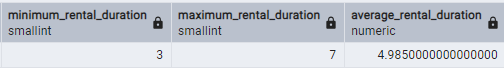 minimum_rental_duration maximum_rental_duration average_rental_duration
smallint smallint numeric
3 7 4.9850000000000000